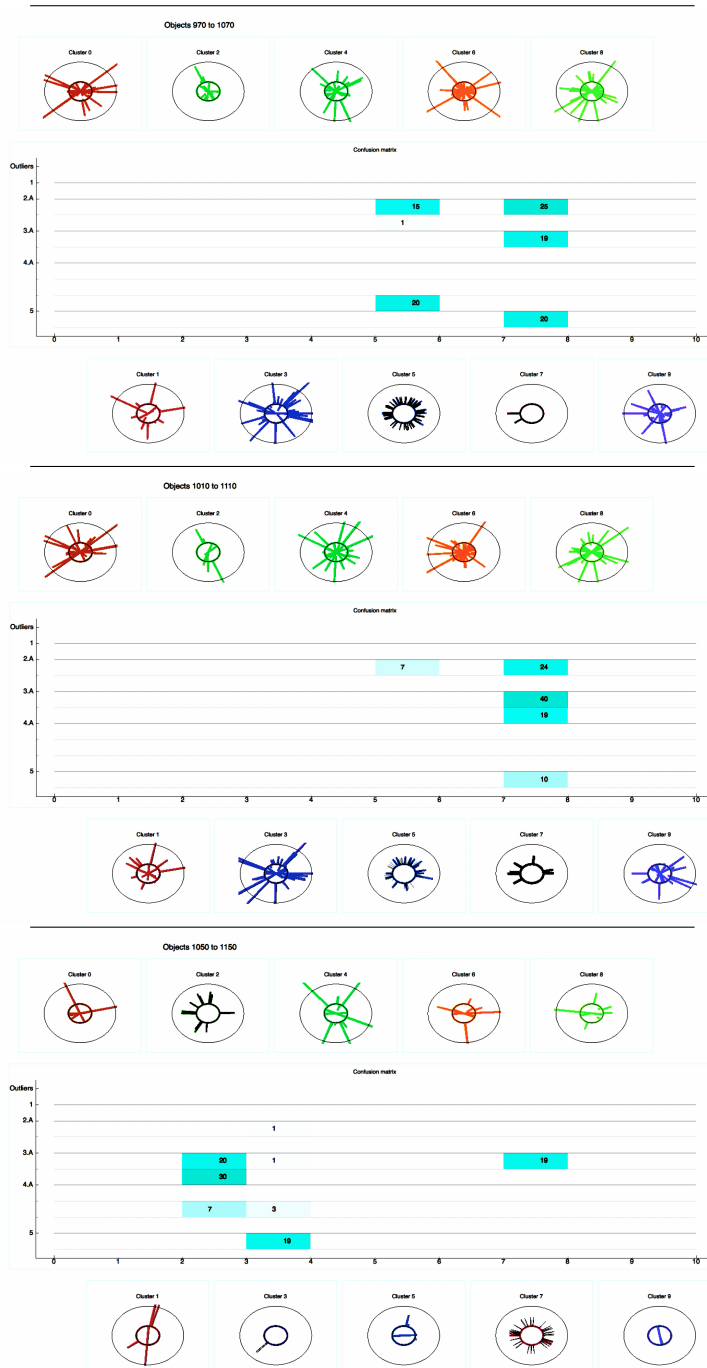 Objects 970 to 1070
Cluster 0 Cluster 2 Cluster 4 Cluster 6 Cluster 8
Confusion matrix
Outliers
1
2.A 15 25
1
3.A 19
4.A
20
5 20
0 1 2 3 4 5 6 7 8 9 10
Cluster 1 Cluster 3 Cluster 5 Cluster 7 Cluster 9
Objects 1010 to 1110
Cluster 0 Cluster 2 Cluster 4 Cluster 6 Cluster 8
Confusion matrix
Outliers
1
2.A 7 24
3.A 40
19
4.A
5 10
0 1 2 3 4 5 6 7 8 9 10
Cluster 1 Cluster 3 Cluster 5 Cluster 7 Cluster 9
Objects 1050 to 1150
Cluster 0 Cluster 2 Cluster 4 Cluster 6 Cluster 8
Confusion matrix
Outliers
1
2.A 1
3.A 20 1 19
30
4.A
7 3
5 19
0 1 2 3 4 5 6 7 8 9 10
Cluster 1 Cluster 3 Cluster 5 Cluster 7 Cluster 9